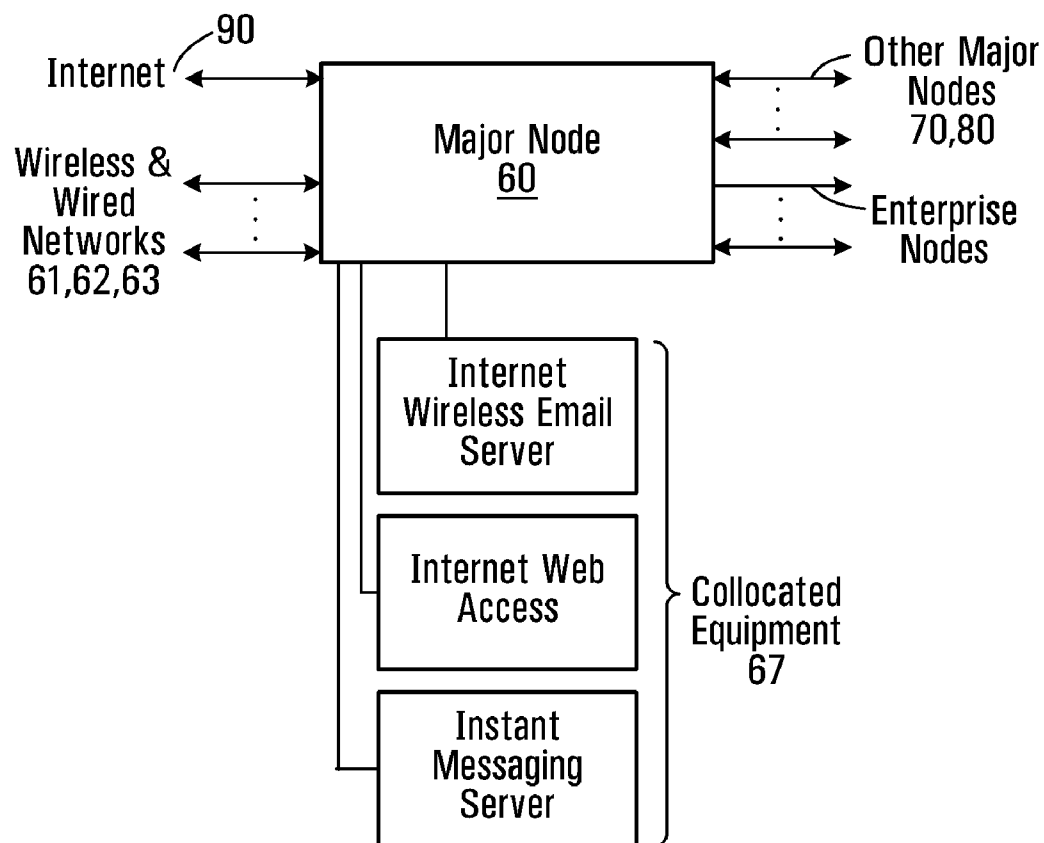 90
Internet
Wireless &
Wired
Networks
61,62,63
Major Node
60
Other Major
Nodes
70,80
Enterprise
Nodes
Internet
Wireless Email
Server
Internet Web
Access
Instant
Messaging
Server
Collocated
Equipment
67